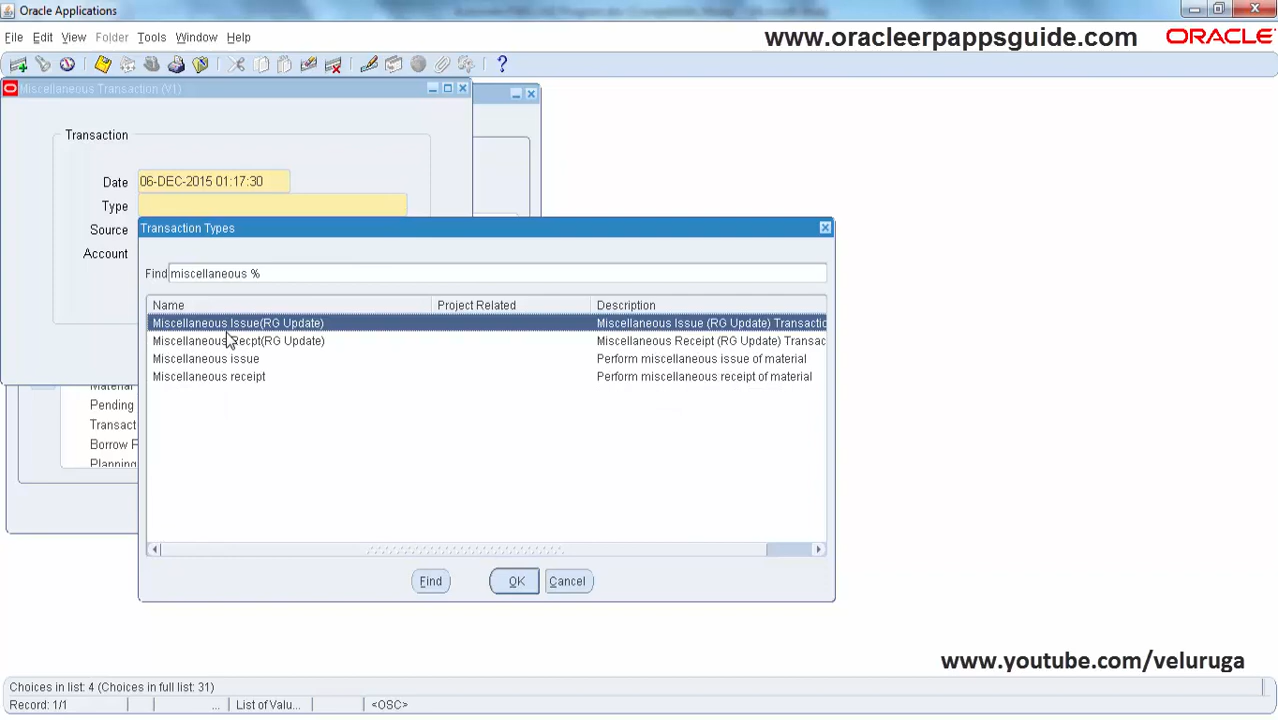 Oracle Applications
File Edit View Folder Tools Window Help
www.oracleerpappsguide.com ORACLE
Miscellaneous Transaction (V1)
Transaction
Date 06-DEC-2015 01:17:30
Type
Source
Account
Transaction Types
Find miscellaneous %
Name Project Related Description
Miscellaneous Issue(RG Update) Miscellaneous Issue (RG Update) Transactio
Miscellaneous Recpt(RG Update) Miscellaneous Receipt (RG Update) Transac
Miscellaneous issue Perform miscellaneous issue of material
Miscellaneous receipt Perform miscellaneous receipt of material
Material
Pending
Transact
Borrow F
Planning
Find OK Cancel
www.youtube.com/veluruga
Choices in list: 4 (Choices in full list: 31)
Record: 1/1 ... List of Valu... <OSC>